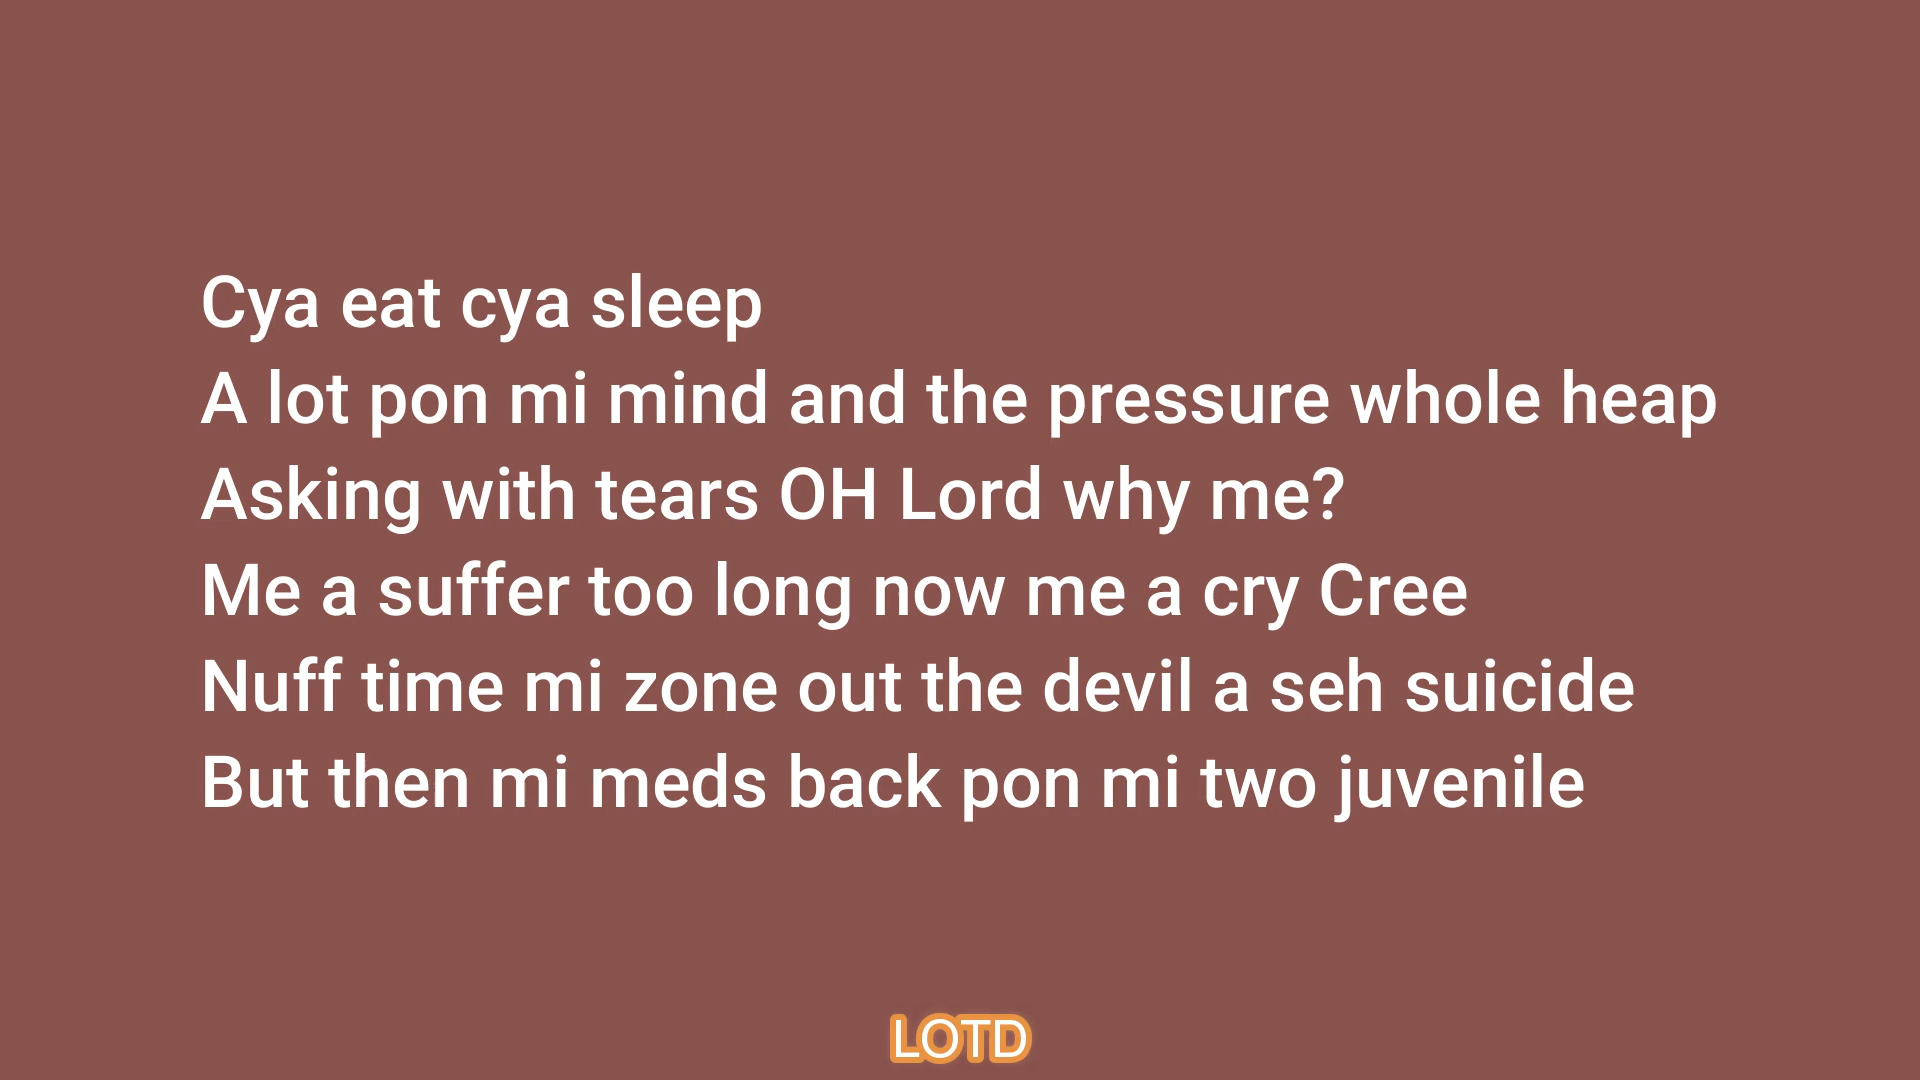 Cya eat cya sleep
A lot pon mi mind and the pressure whole heap
Asking with tears OH Lord why me?
Me a suffer too long now me a cry Cree
Nuff time mi zone out the devil a seh suicide
But then mi meds back pon mi two juvenile
LOTD